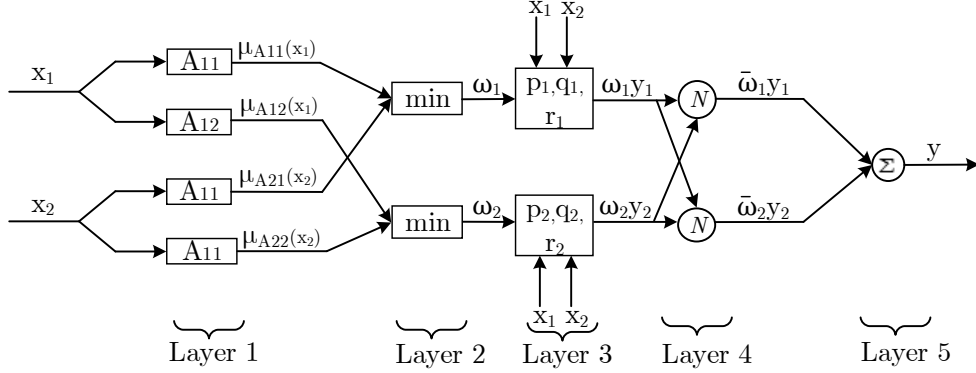 x₁ x₂
x₁
A₁₁ μA11(x₁)
A₁₂ μA12(x₁)
min ω₁
p₁,q₁,
r₁
ω₁y₁
N
ω̄₁y₁
Σ y
x₂
A₁₁ μA21(x₂)
A₁₁ μA22(x₂)
min ω₂
p₂,q₂,
r₂
ω₂y₂
N
ω̄₂y₂
x₁ x₂
Layer 1 Layer 2 Layer 3 Layer 4 Layer 5